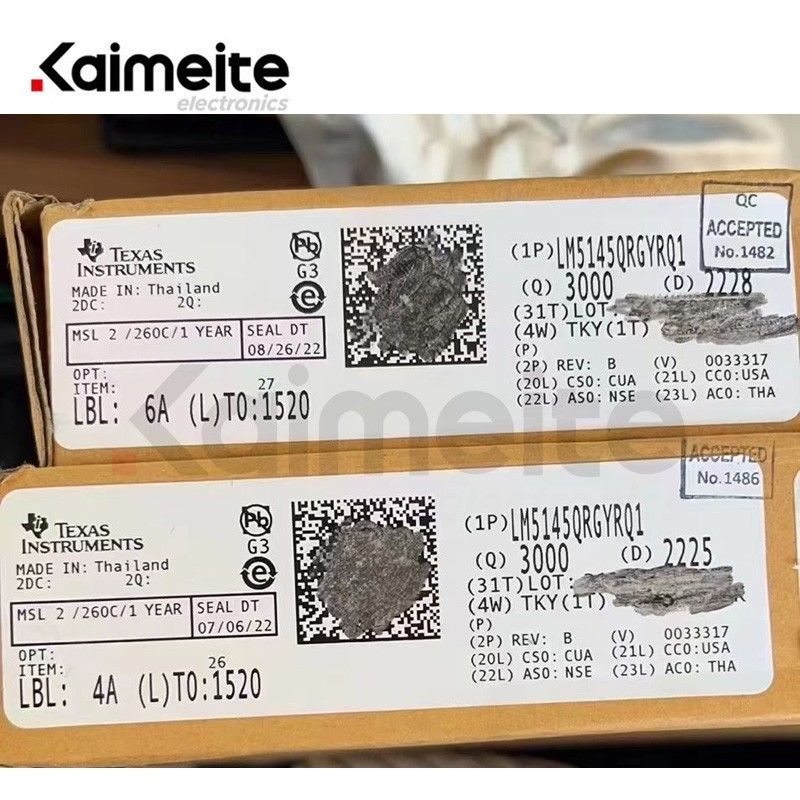 Kaimeite
electronics
QC
ACCEPTED
No.1482
TEXAS
INSTRUMENTS
MADE IN: Thailand
2DC: 2Q:
MSL 2 /260C/1 YEAR
SEAL DT
08/26/22
OPT:
ITEM: 27
LBL: 6A (L)TO:1520
Pb
G3
e
(1P)LM5145QRGYRQ1
(Q) 3000 (D) 2228
(31T)LOT
(4W) TKY(1T)
(P)
(2P) REV: B (V) 0033317
(20L) CSO: CUA (21L) CCO:USA
(22L) ASO: NSE (23L) ACO: THA
Kaimeite
ACCEPTED
No.1486
TEXAS
INSTRUMENTS
MADE IN: Thailand
2DC: 2Q:
MSL 2 /260C/1 YEAR
SEAL DT
07/06/22
OPT:
ITEM: 26
LBL: 4A (L)TO:1520
Pb
G3
e
(1P)LM5145QRGYRQ1
(Q) 3000 (D) 2225
(31T)LOT:
(4W) TKY(1T)
(P)
(2P) REV: B (V) 0033317
(20L) CSO: CUA (21L) CCO:USA
(22L) ASO: NSE (23L) ACO: THA